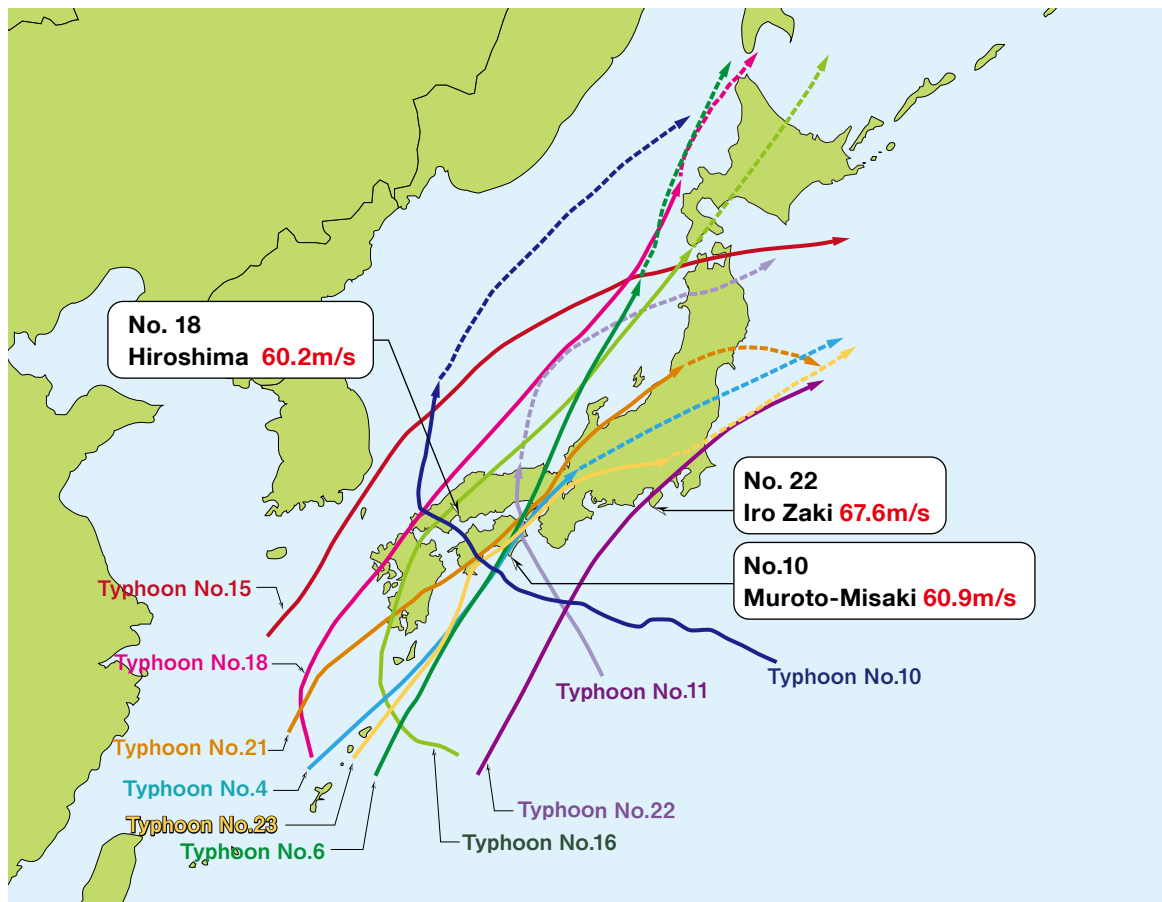 No. 18
Hiroshima 60.2m/s
No. 22
Iro Zaki 67.6m/s
No.10
Muroto-Misaki 60.9m/s
Typhoon No.15
Typhoon No.18
Typhoon No.10
Typhoon No.11
Typhoon No.21
Typhoon No.4
Typhoon No.22
Typhoon No.23
Typhoon No.16
Typhoon No.6